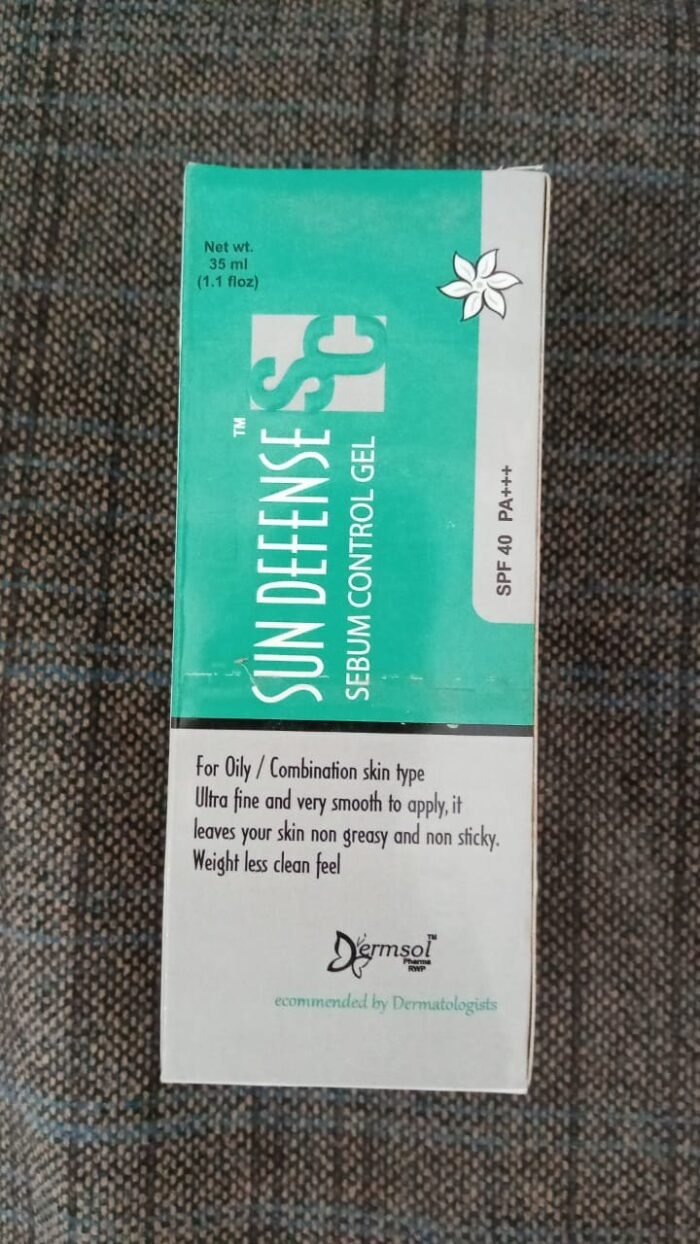 Net wt.
35 ml
(1.1 floz)
SUN DEFENSE™ SC
SEBUM CONTROL GEL
SPF 40 PA+++
For Oily / Combination skin type
Ultra fine and very smooth to apply, it
leaves your skin non greasy and non sticky.
Weight less clean feel
Dermsol™
Pharma
RWP
ecommended by Dermatologists